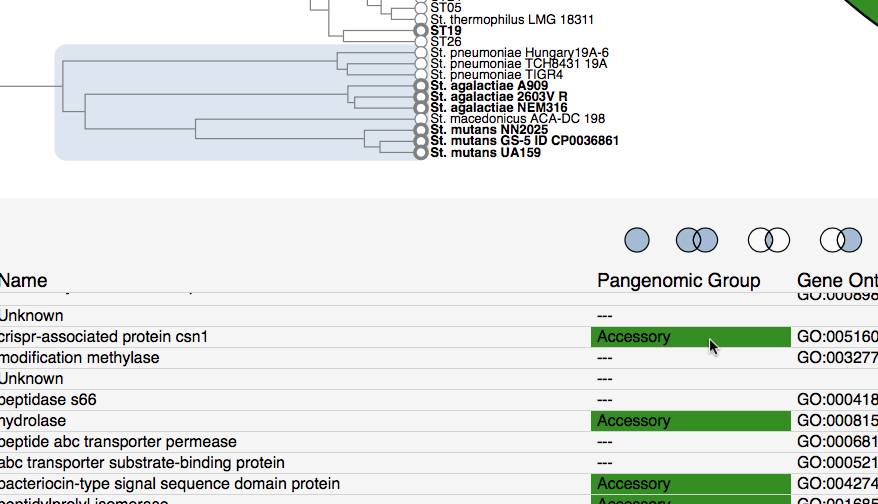 ST05
St. thermophilus LMG 18311
ST19
ST26
St. pneumoniae Hungary19A-6
St. pneumoniae TCH8431 19A
St. pneumoniae TIGR4
St. agalactiae A909
St. agalactiae 2603V R
St. agalactiae NEM316
St. macedonicus ACA-DC 198
St. mutans NN2025
St. mutans GS-5 ID CP0036861
St. mutans UA159
Name Pangenomic Group Gene Ont
GO:000898
Unknown ---
crispr-associated protein csn1 Accessory GO:005160
modification methylase --- GO:003277
Unknown ---
peptidase s66 --- GO:000418
hydrolase Accessory GO:000815
peptide abc transporter permease --- GO:000681
abc transporter substrate-binding protein --- GO:000521
bacteriocin-type signal sequence domain protein Accessory GO:004274
peptidylprolyl isomerase Accessory